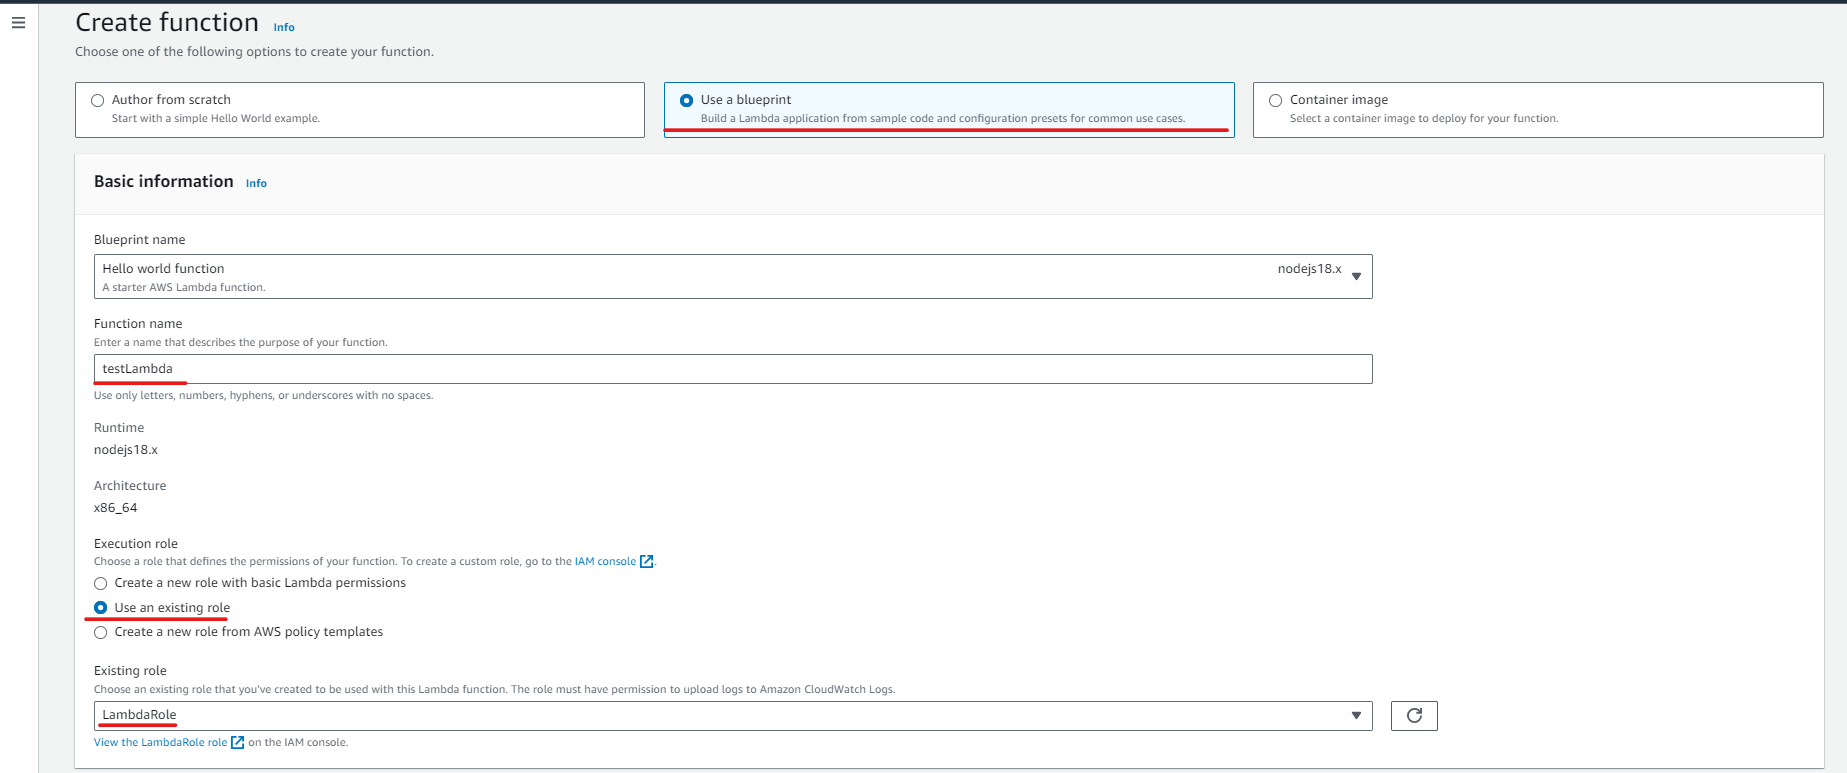 Create function Info
Choose one of the following options to create your function.
Author from scratch
Start with a simple Hello World example.
Use a blueprint
Build a Lambda application from sample code and configuration presets for common use cases.
Container image
Select a container image to deploy for your function.
Basic information Info
Blueprint name
Hello world function
A starter AWS Lambda function.
nodejs18.x
Function name
Enter a name that describes the purpose of your function.
testLambda
Use only letters, numbers, hyphens, or underscores with no spaces.
Runtime
nodejs18.x
Architecture
x86_64
Execution role
Choose a role that defines the permissions of your function. To create a custom role, go to the IAM console.
Create a new role with basic Lambda permissions
Use an existing role
Create a new role from AWS policy templates
Existing role
Choose an existing role that you've created to be used with this Lambda function. The role must have permission to upload logs to Amazon CloudWatch Logs.
LambdaRole
View the LambdaRole role on the IAM console.